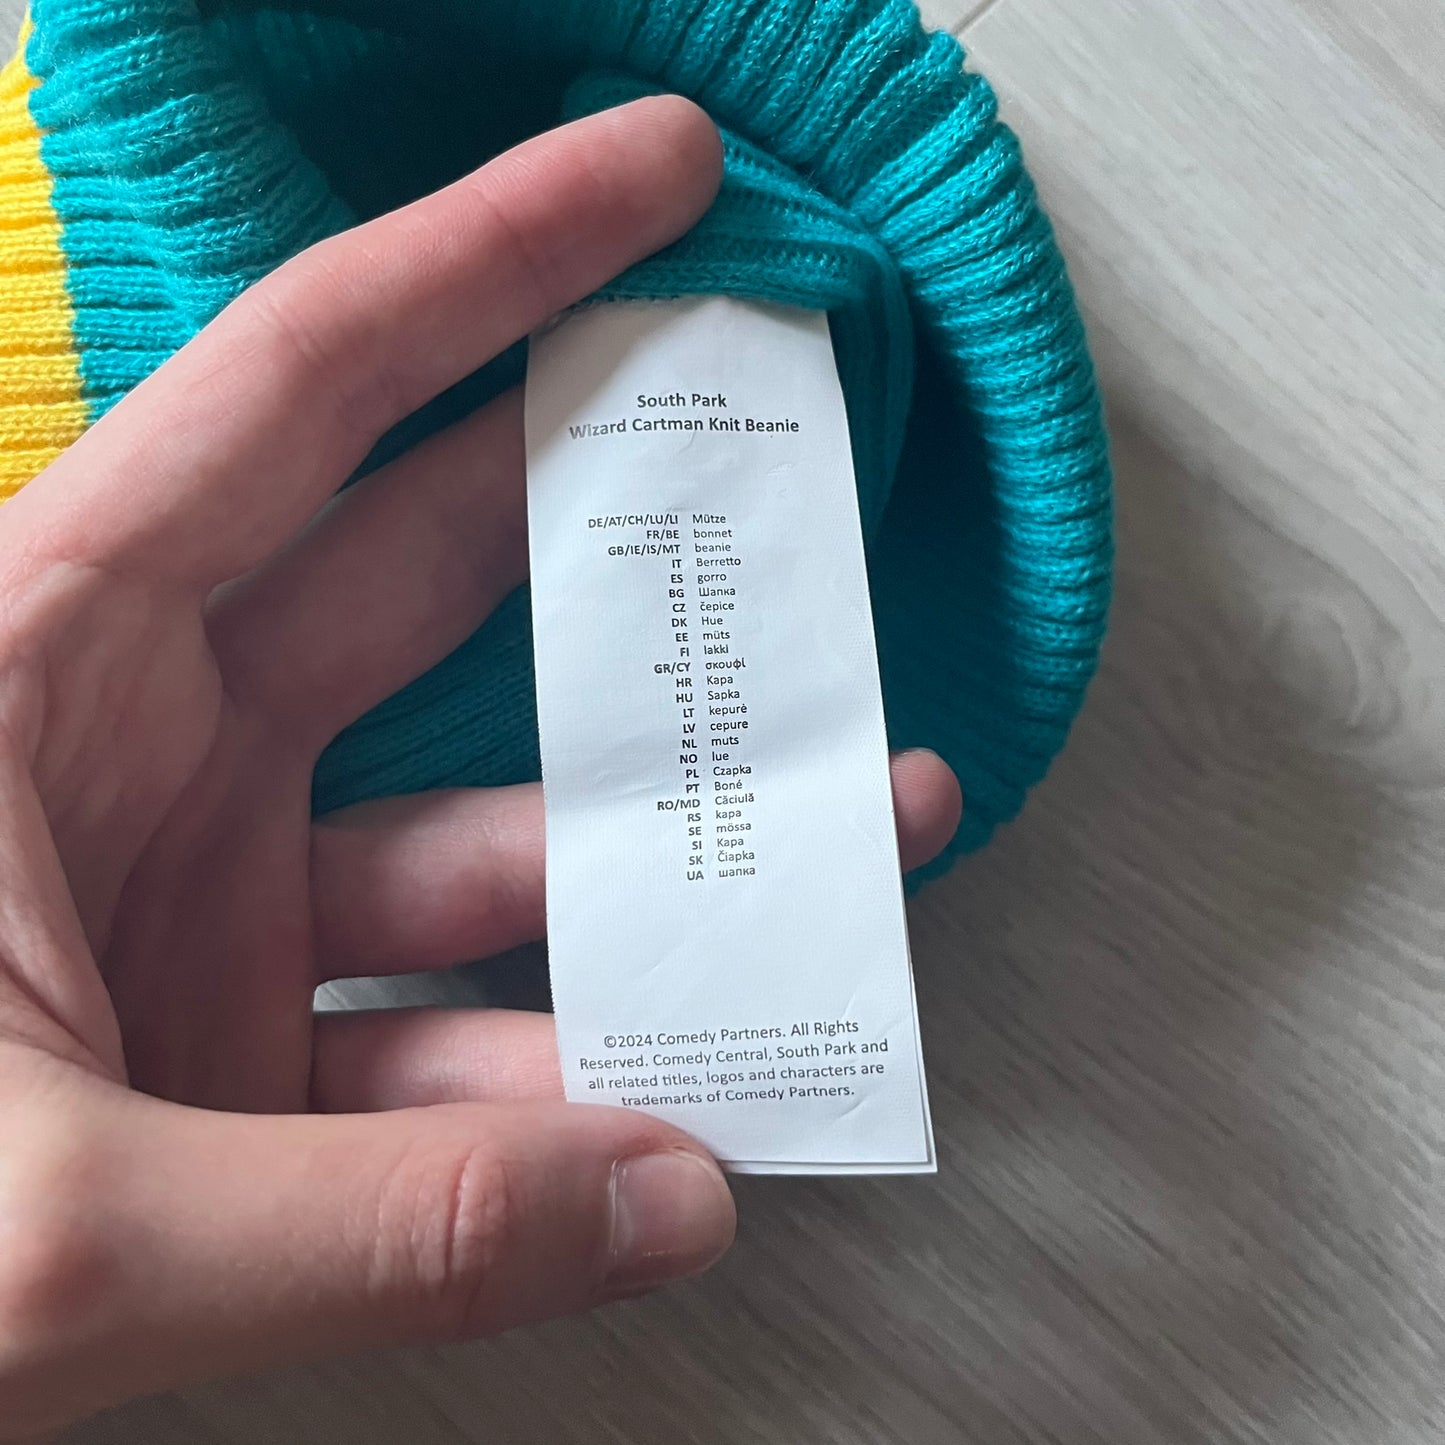 South Park
Wizard Cartman Knit Beanie
DE/AT/CH/LU/LI Mütze
FR/BE bonnet
GB/IE/IS/MT beanie
IT Berretto
ES gorro
BG Шапка
CZ čepice
DK Hue
EE müts
FI lakki
GR/CY σκουφί
HR Kapa
HU Sapka
LT kepurė
LV cepure
NL muts
NO lue
PL Czapka
PT Boné
RO/MD Căciulă
RS kapa
SE mössa
SI Kapa
SK Čiapka
UA шапка
©2024 Comedy Partners. All Rights
Reserved. Comedy Central, South Park and
all related titles, logos and characters are
trademarks of Comedy Partners.